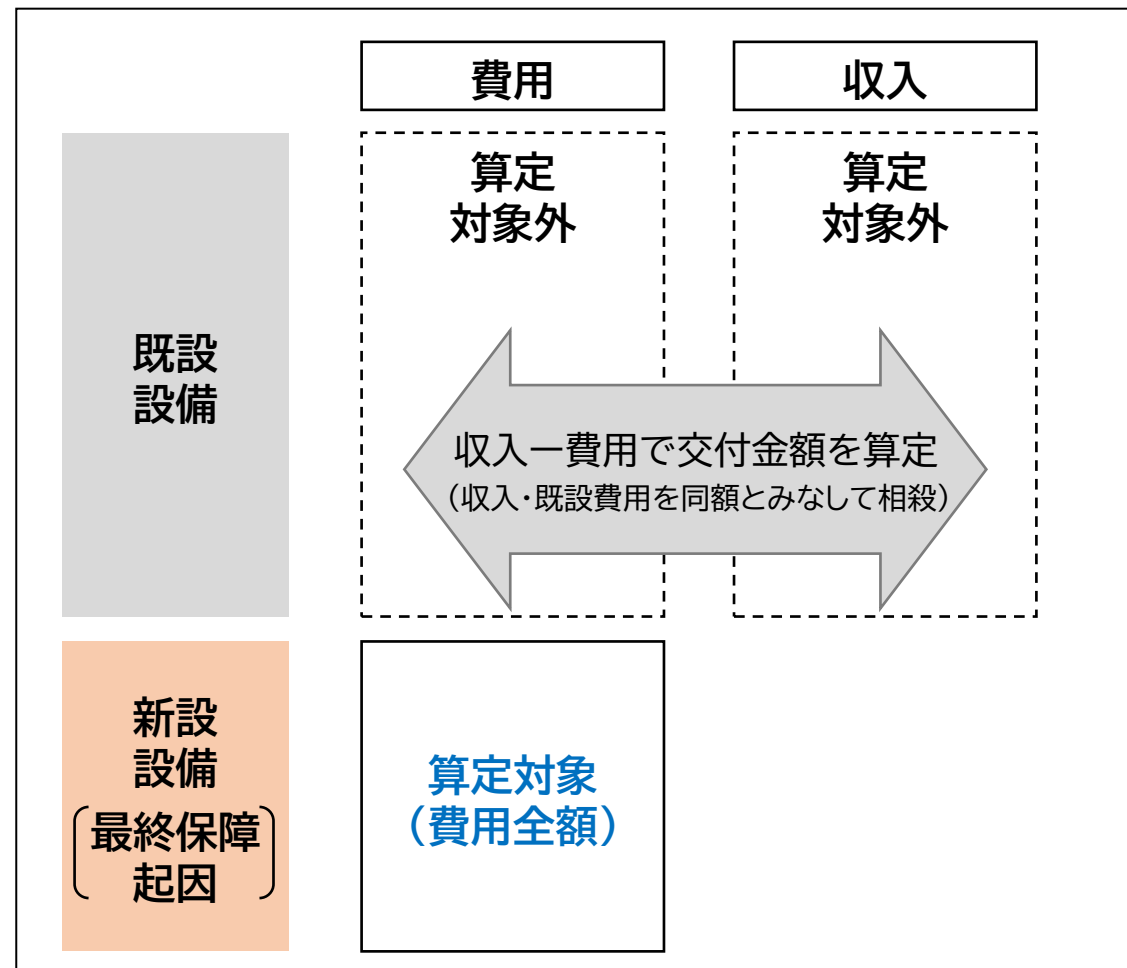 費用
収入
既設
設備
算定
対象外
算定
対象外
収入ー費用で交付金額を算定
（収入・既設費用を同額とみなして相殺）
新設
設備
最終保障
起因
算定対象
（費用全額）